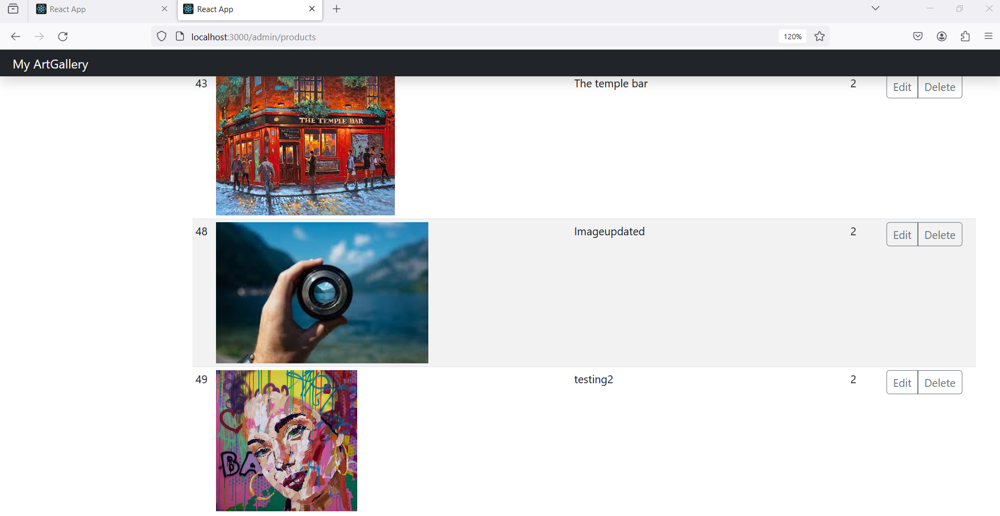 React App
React App
localhost:3000/admin/products
120%
My ArtGallery
43
THE TEMPLE BAR
The temple bar
2
Edit
Delete
48
Imageupdated
2
Edit
Delete
49
BA
testing2
2
Edit
Delete